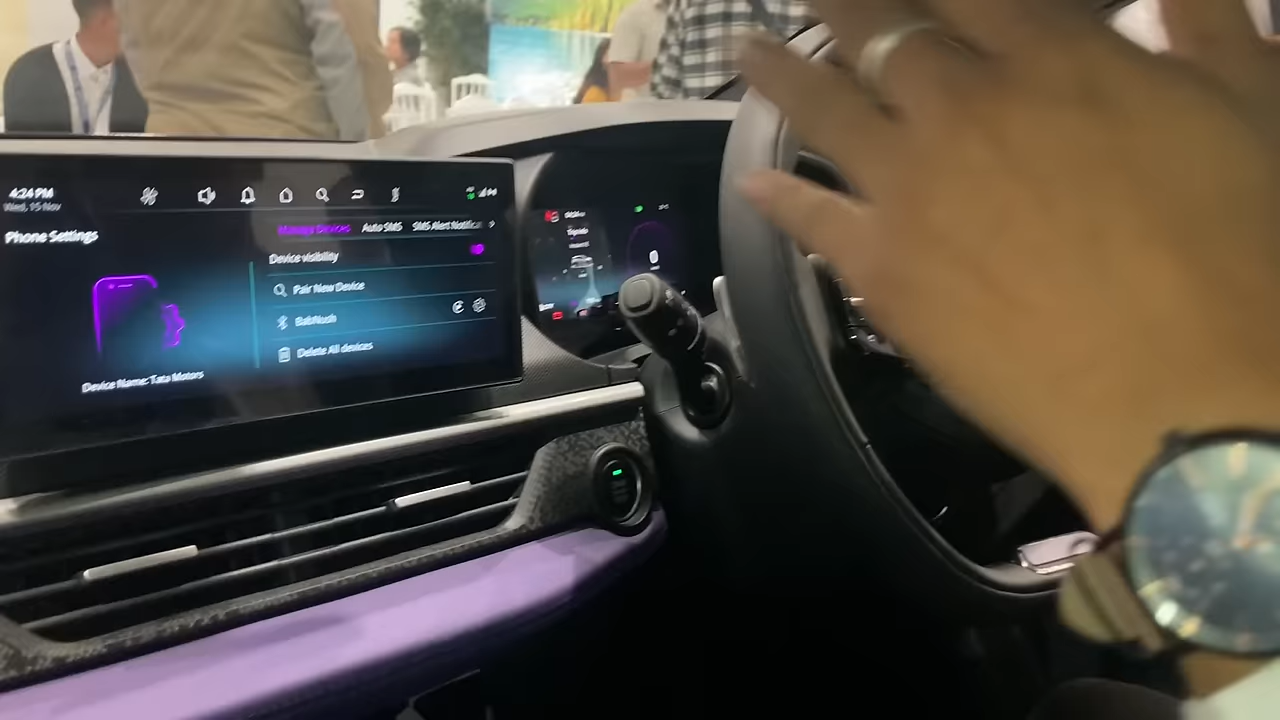 4:24 PM
Wed, 15 Nov
Phone Settings
Manage Devices Auto SMS SMS Alert Notifica
Device visibility
Pair New Device
Delete All devices
Device Name: Tata Motors